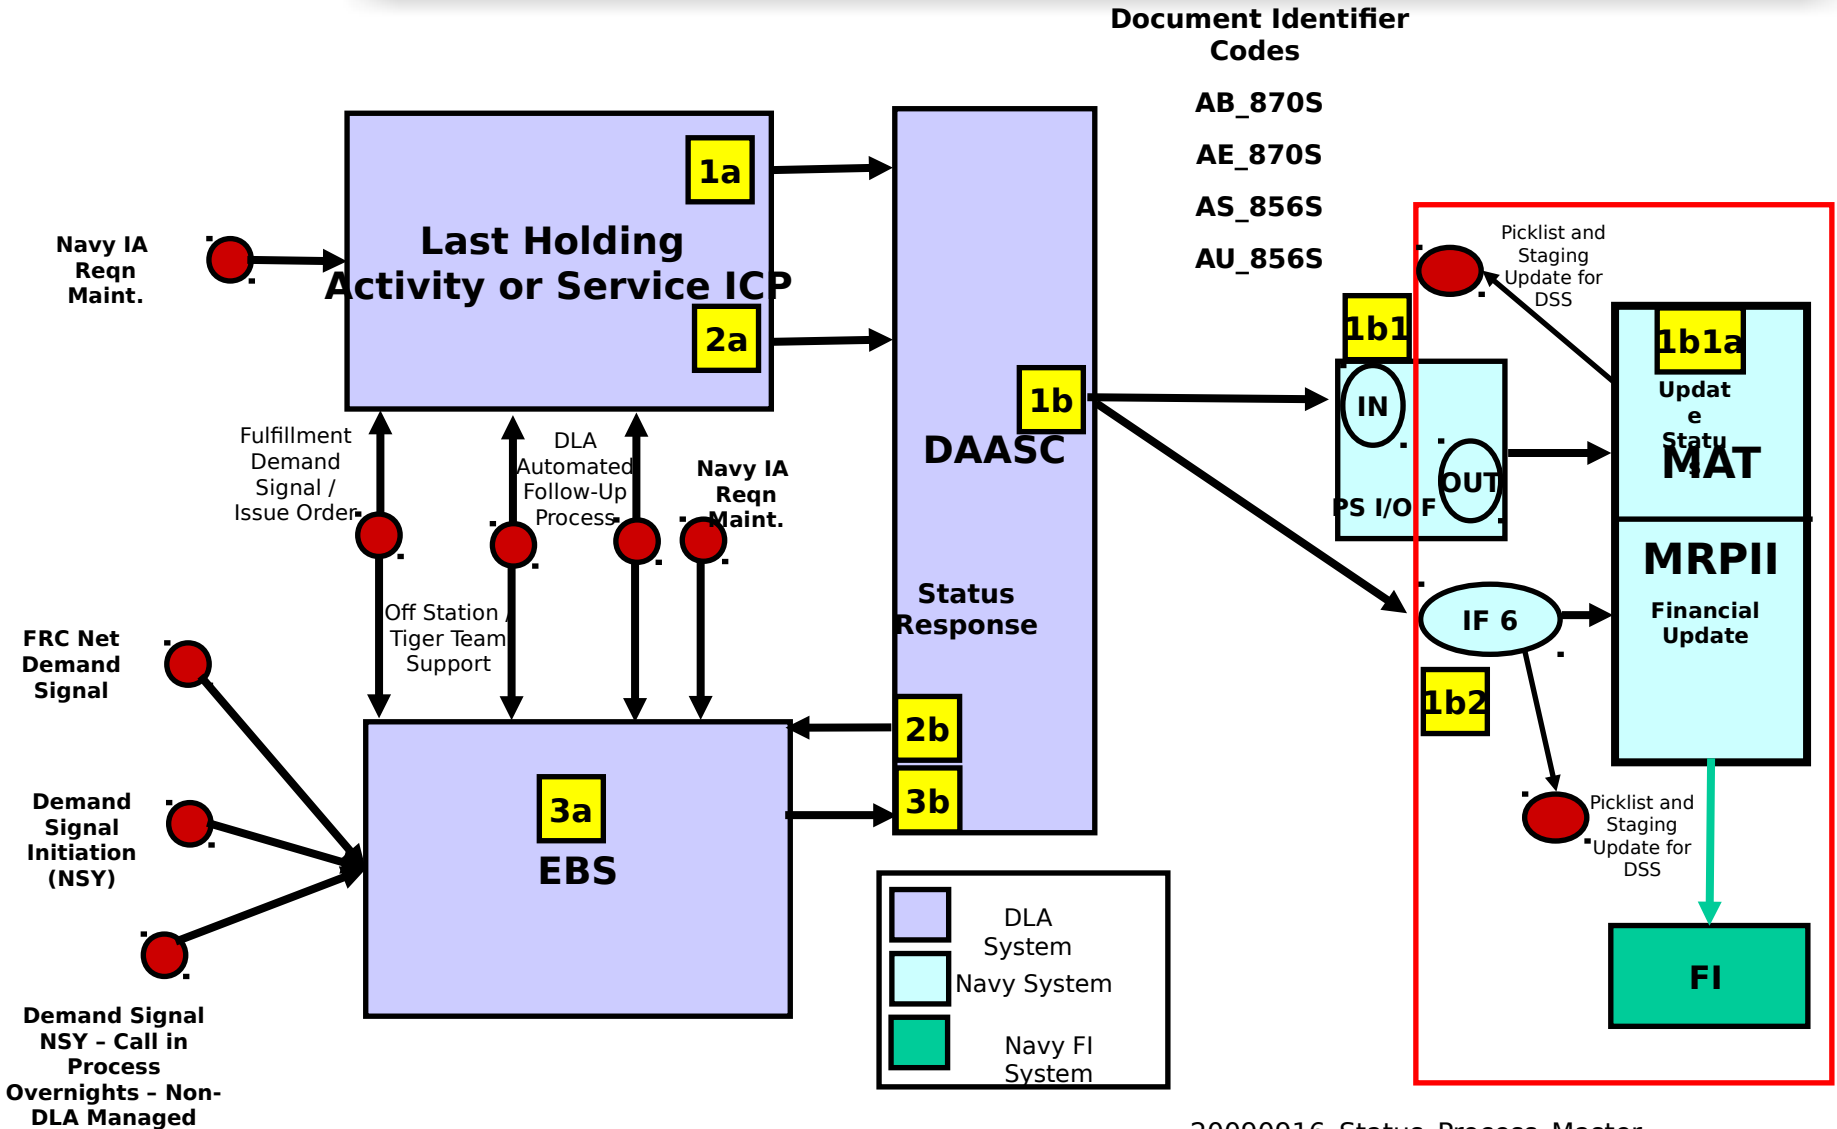 Document Identifier
Codes
AB_870S
AE_870S
AS_856S
AU_856S
Navy IA
Reqn
Maint.
1a
Last Holding
Activity or Service ICP
2a
1b
DAASC
Status
Response
2b
3b
Fulfillment
Demand
Signal /
Issue Order
DLA
Automated
Follow-Up
Process
Navy IA
Reqn
Maint.
Off Station /
Tiger Team
Support
FRC Net
Demand
Signal
Demand
Signal
Initiation
(NSY)
Demand Signal
NSY – Call in
Process
Overnights – Non-
DLA Managed
3a
EBS
DLA
System
Navy System
Navy FI
System
Picklist and
Staging
Update for
DSS
1b1
IN
OUT
PS I/O F
1b1a
Updat
e
Statu
s
MAT
MRPII
Financial
Update
IF 6
1b2
Picklist and
Staging
Update for
DSS
FI
20090916_Status_Process_Master